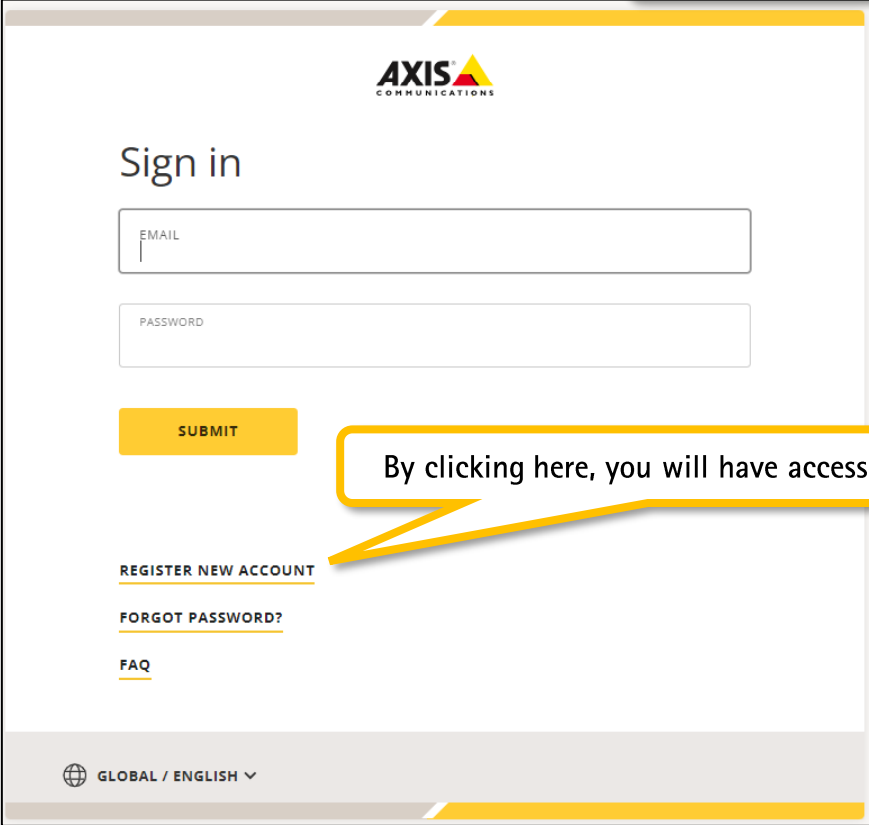 AXIS
COMMUNICATIONS
Sign in
EMAIL
PASSWORD
SUBMIT
By clicking here, you will have access
REGISTER NEW ACCOUNT
FORGOT PASSWORD?
FAQ
GLOBAL / ENGLISH